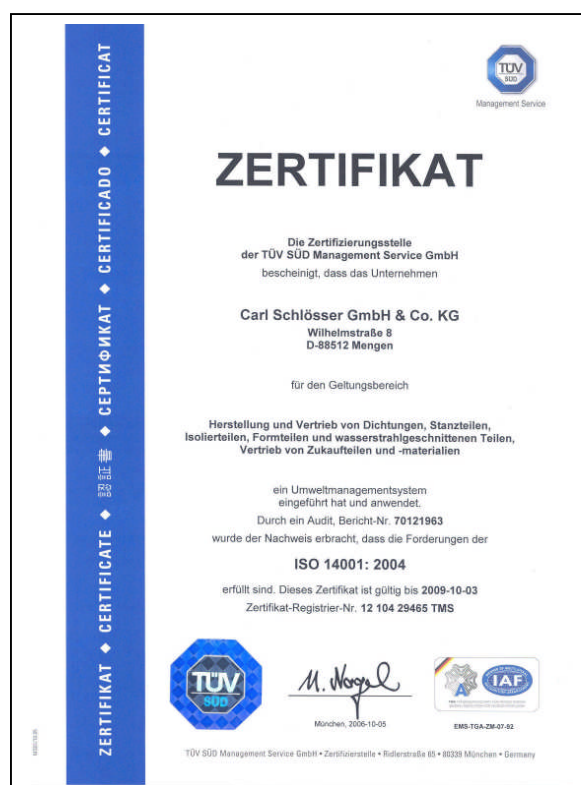 TÜV
SÜD
Management Service
ZERTIFIKAT ◆ CERTIFICATE ◆ 認証書 ◆ СЕРТИФИКАТ ◆ CERTIFICADO ◆ CERTIFICAT
ZERTIFIKAT
Die Zertifizierungsstelle
der TÜV SÜD Management Service GmbH
bescheinigt, dass das Unternehmen
Carl Schlösser GmbH & Co. KG
Wilhelmstraße 8
D-88512 Mengen
für den Geltungsbereich
Herstellung und Vertrieb von Dichtungen, Stanzteilen,
Isolierteilen, Formteilen und wasserstrahlgeschnittenen Teilen,
Vertrieb von Zukaufteilen und -materialien
ein Umweltmanagementsystem
eingeführt hat und anwendet.
Durch ein Audit, Bericht-Nr. 70121963
wurde der Nachweis erbracht, dass die Forderungen der
ISO 14001: 2004
erfüllt sind. Dieses Zertifikat ist gültig bis 2009-10-03
Zertifikat-Registrier-Nr. 12 104 29465 TMS
TÜV
SÜD
M. Nagel
München, 2006-10-05
A
IAF
EMS-TGA-ZM-07-92
TÜV SÜD Management Service GmbH • Zertifizierstelle • Ridlerstraße 65 • 80339 München • Germany